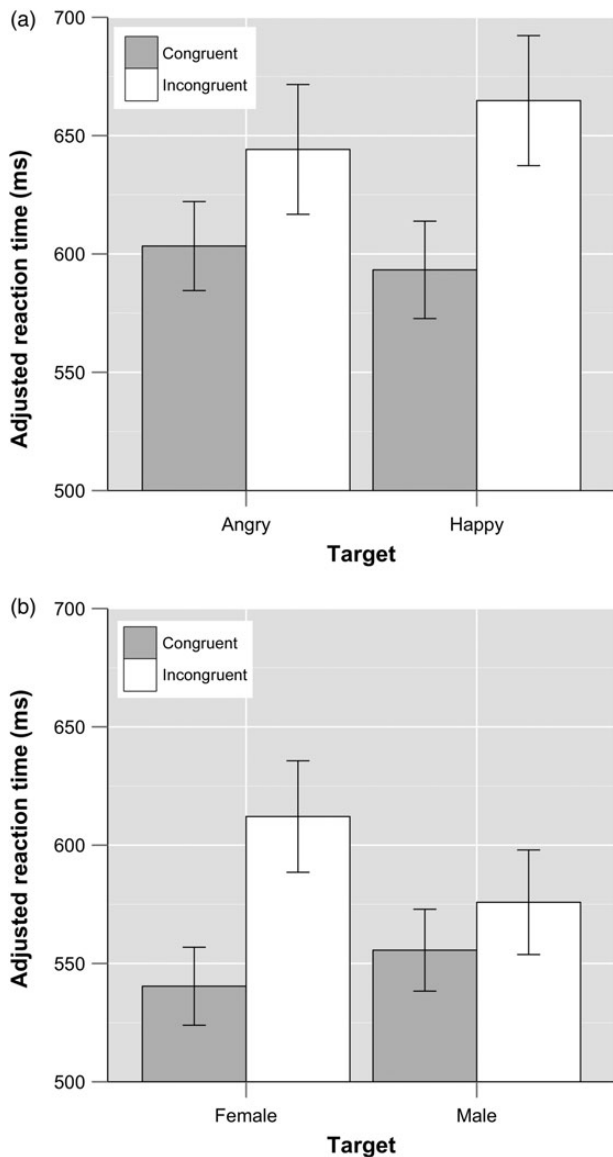 (a)
700
650
600
550
500
Adjusted reaction time (ms)
Congruent
Incongruent
Angry Happy
Target
(b)
700
650
600
550
500
Adjusted reaction time (ms)
Congruent
Incongruent
Female Male
Target